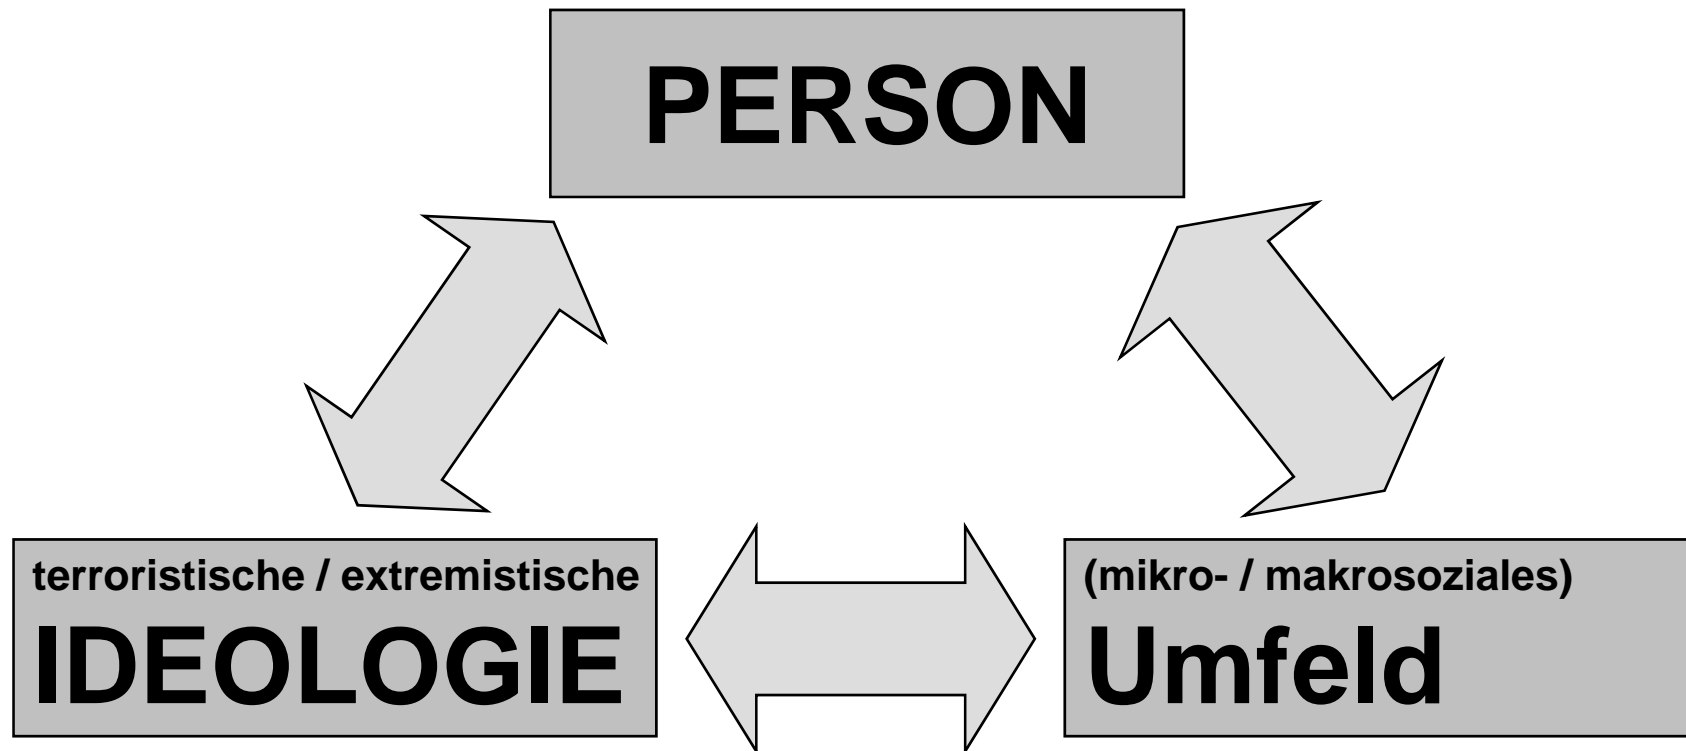 PERSON
terroristische / extremistische
IDEOLOGIE
(mikro- / makrosoziales)
Umfeld